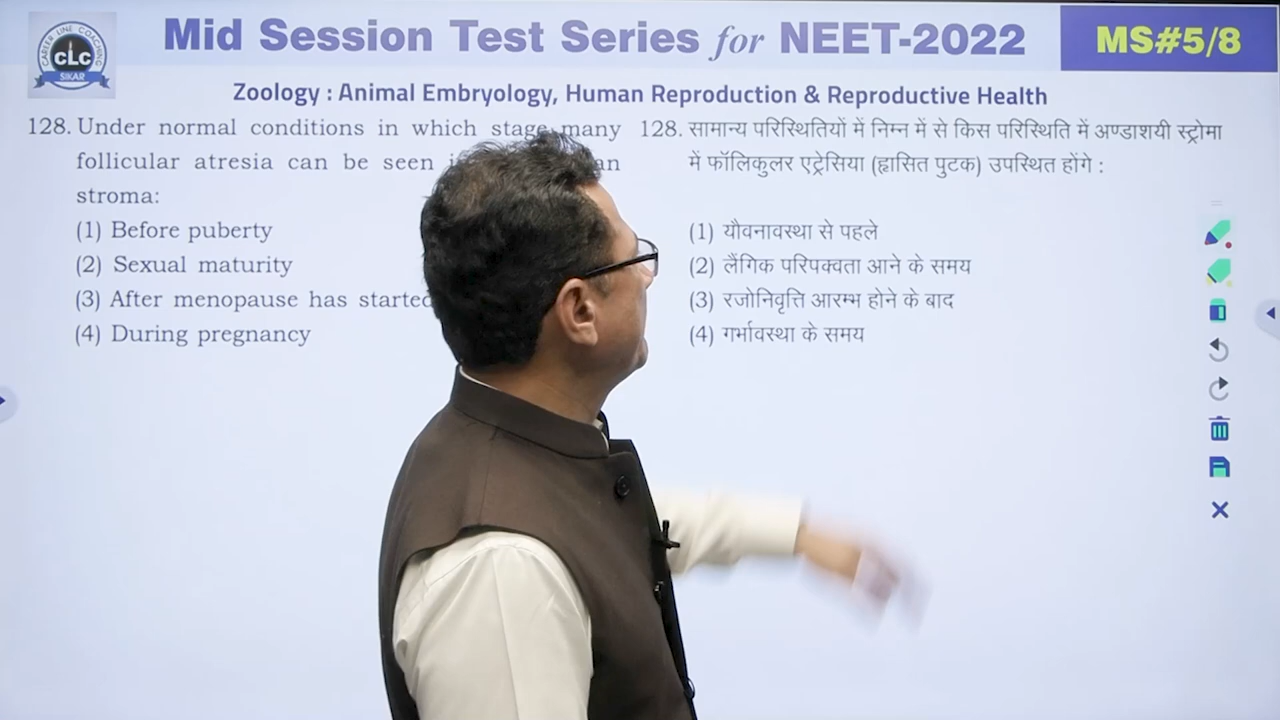 Mid Session Test Series for NEET-2022
MS#5/8
CAREER LINE COACHING
CLC
SIKAR
Zoology : Animal Embryology, Human Reproduction & Reproductive Health
128. Under normal conditions in which stage many
follicular atresia can be seen
stroma:
(1) Before puberty
(2) Sexual maturity
(3) After menopause has started
(4) During pregnancy
128. सामान्य परिस्थितियों में निम्न में से किस परिस्थिति में अण्डाशयी स्ट्रोमा
में फॉलिकुलर एट्रेसिया (ह्रासित पुटक) उपस्थित होंगे :
(1) यौवनावस्था से पहले
(2) लैंगिक परिपक्वता आने के समय
(3) रजोनिवृत्ति आरम्भ होने के बाद
(4) गर्भावस्था के समय